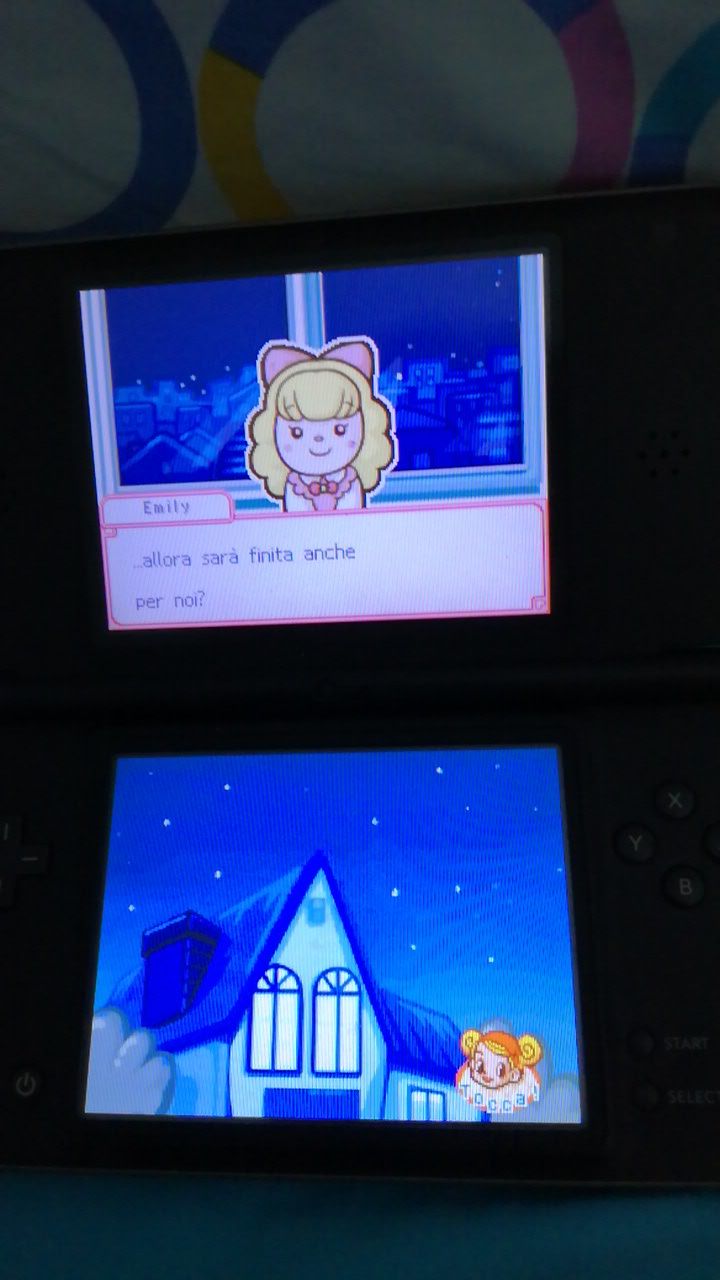 Emily
...allora sarà finita anche
per noi?
X
Y
B
Tocca!
START
SELECT